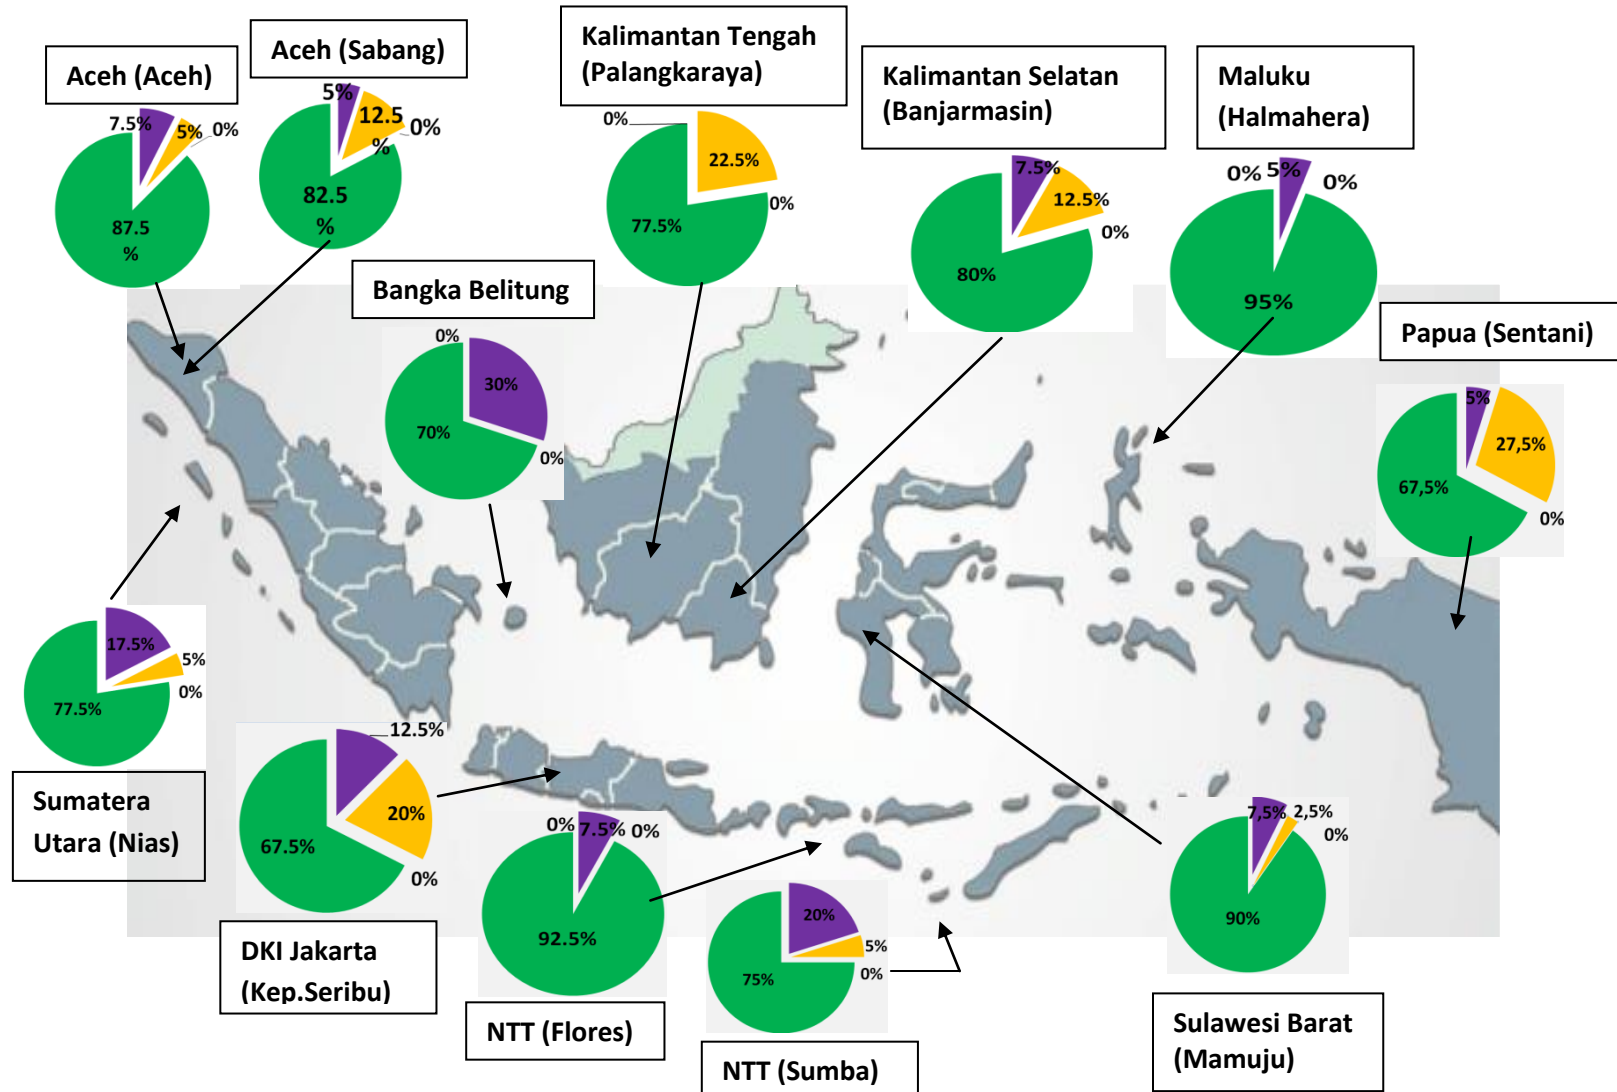 Aceh (Aceh)
7.5%
5%
0%
87.5
%
Aceh (Sabang)
5%
12.5
%
0%
82.5
%
Kalimantan Tengah
(Palangkaraya)
0%
22.5%
77.5%
0%
Kalimantan Selatan
(Banjarmasin)
7.5%
12.5%
0%
80%
Maluku
(Halmahera)
0%
5%
0%
95%
Bangka Belitung
0%
30%
70%
0%
Papua (Sentani)
5%
27,5%
67,5%
0%
17.5%
5%
0%
77.5%
Sumatera
Utara (Nias)
12.5%
20%
67.5%
0%
DKI Jakarta
(Kep.Seribu)
0%
7.5%
0%
92.5%
NTT (Flores)
20%
5%
0%
75%
NTT (Sumba)
7,5%
2,5%
0%
90%
Sulawesi Barat
(Mamuju)